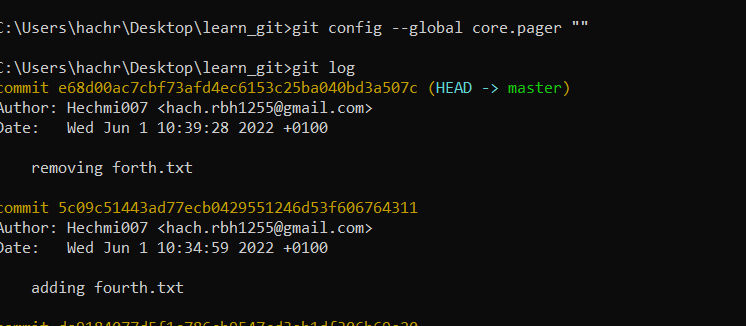 C:\Users\hachr\Desktop\learn_git>git config --global core.pager ""
C:\Users\hachr\Desktop\learn_git>git log
commit e68d00ac7cbf73afd4ec6153c25ba040bd3a507c (HEAD -> master)
Author: Hechmi007 <hach.rbh1255@gmail.com>
Date:   Wed Jun 1 10:39:28 2022 +0100
removing forth.txt
commit 5c09c51443ad77ecb0429551246d53f606764311
Author: Hechmi007 <hach.rbh1255@gmail.com>
Date:   Wed Jun 1 10:34:59 2022 +0100
adding fourth.txt
commit